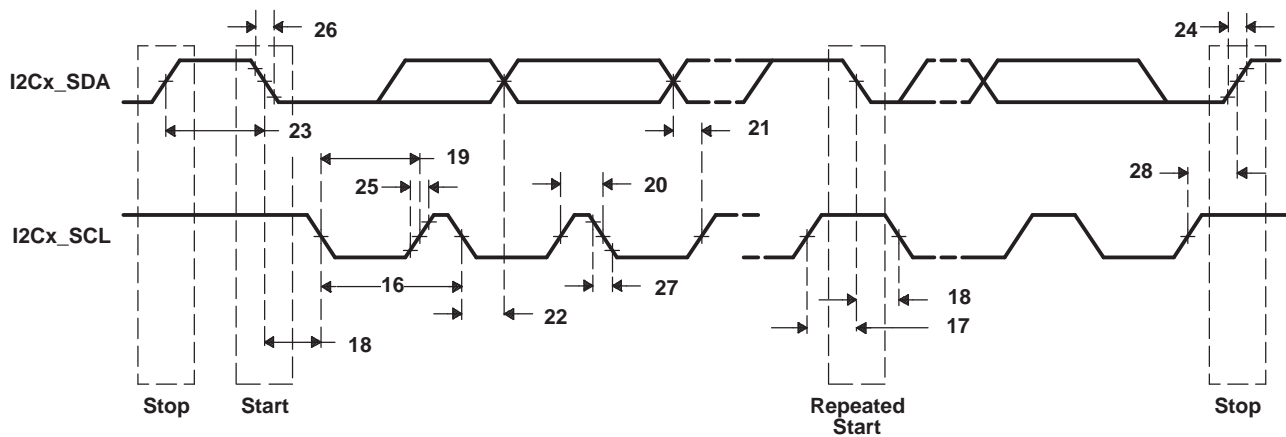 26
24
I2Cx_SDA
23
21
19
25
20
28
I2Cx_SCL
16
27
18
22
18
17
Stop
Start
Repeated
Start
Stop